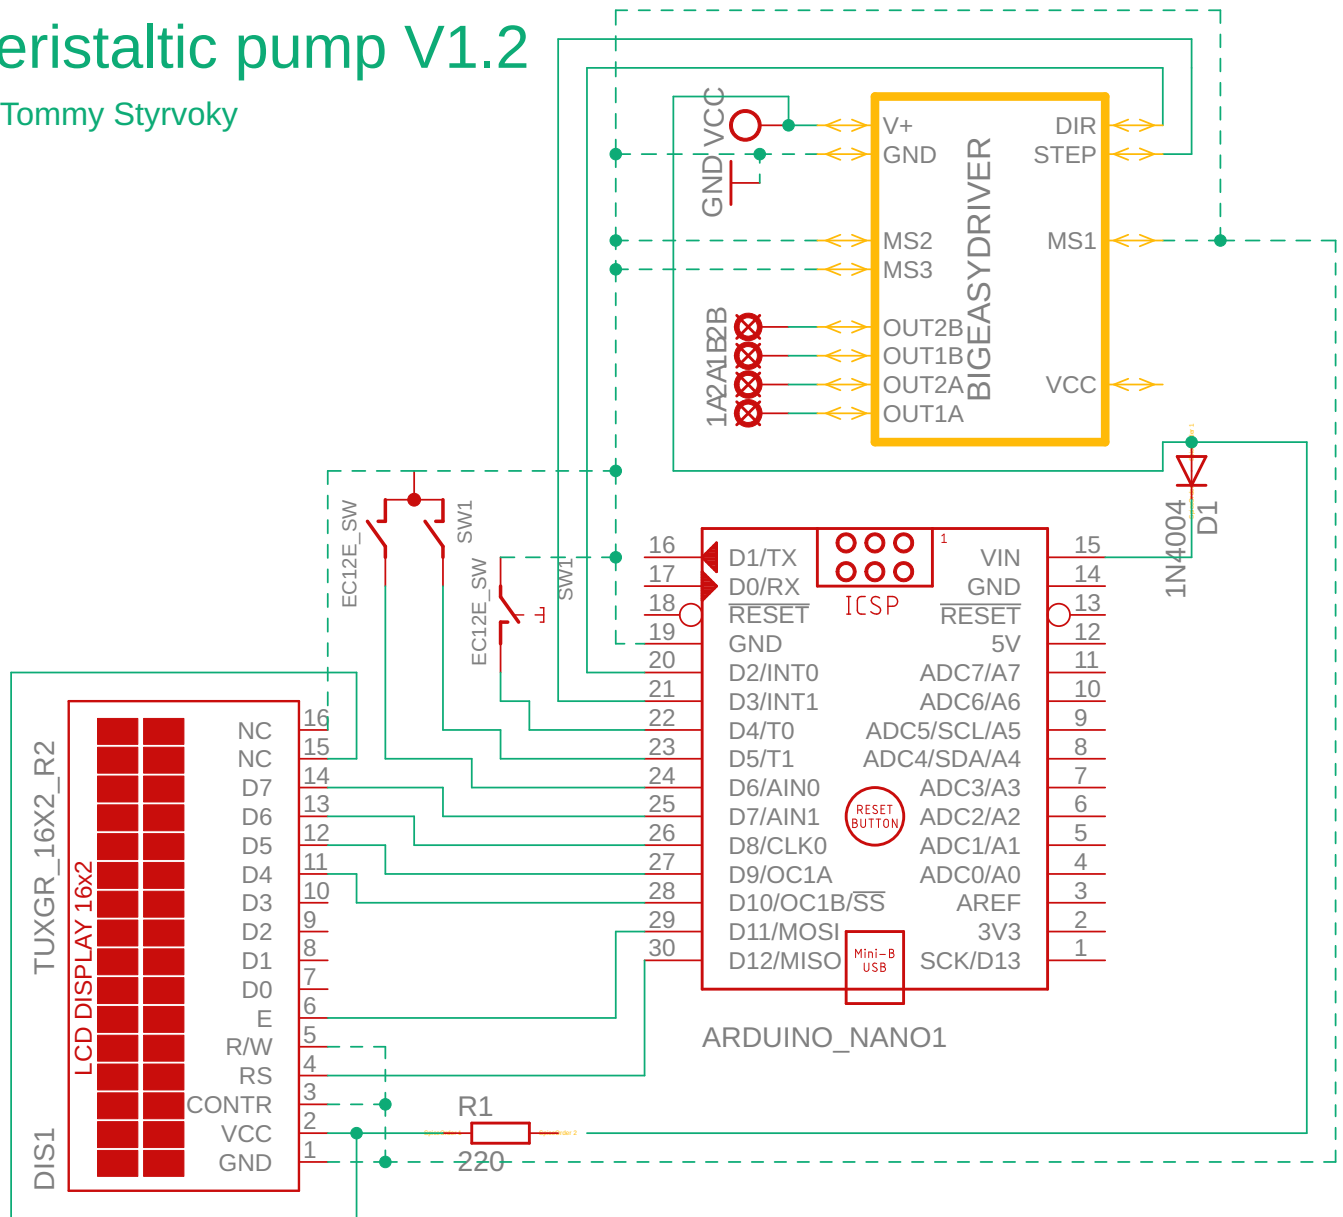 eristaltic pump V1.2
Tommy Styrvoky
VCC
GND
V+
GND
MS2
MS3
OUT2B
OUT1B
OUT2A
OUT1A
BIGEASYDRIVER
DIR
STEP
MS1
VCC
2B
1B
2A
1A
1N4004
D1
EC12E_SW
SW1
EC12E_SW
SW1
16 D1/TX
17 D0/RX
18 RESET
19 GND
20 D2/INT0
21 D3/INT1
22 D4/T0
23 D5/T1
24 D6/AIN0
25 D7/AIN1
26 D8/CLK0
27 D9/OC1A
28 D10/OC1B/SS
29 D11/MOSI
30 D12/MISO
1
ICSP
RESET
BUTTON
Mini-B
USB
VIN 15
GND 14
RESET 13
5V 12
ADC7/A7 11
ADC6/A6 10
ADC5/SCL/A5 9
ADC4/SDA/A4 8
ADC3/A3 7
ADC2/A2 6
ADC1/A1 5
ADC0/A0 4
AREF 3
3V3 2
SCK/D13 1
ARDUINO_NANO1
TUXGR_16X2_R2
DIS1
LCD DISPLAY 16x2
NC 16
NC 15
D7 14
D6 13
D5 12
D4 11
D3 10
D2 9
D1 8
D0 7
E 6
R/W 5
RS 4
CONTR 3
VCC 2
GND 1
R1
220